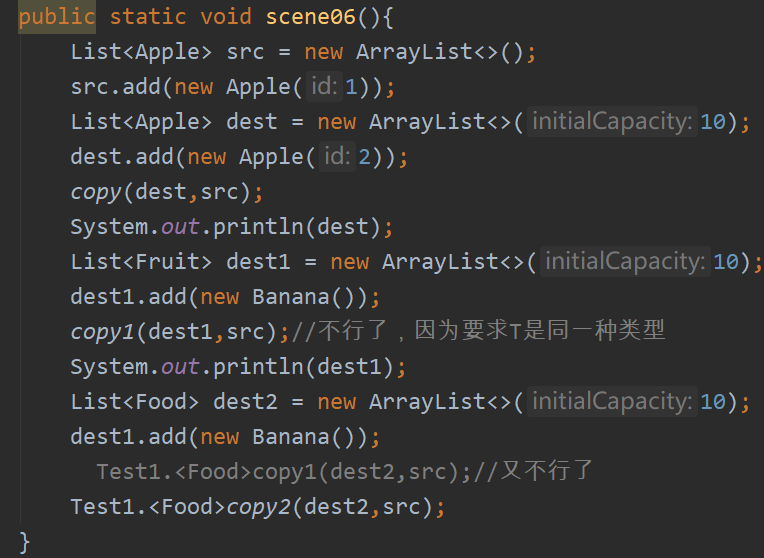 public static void scene06(){
List<Apple> src = new ArrayList<>();
src.add(new Apple( id: 1));
List<Apple> dest = new ArrayList<>( initialCapacity: 10);
dest.add(new Apple( id: 2));
copy(dest,src);
System.out.println(dest);
List<Fruit> dest1 = new ArrayList<>( initialCapacity: 10);
dest1.add(new Banana());
copy1(dest1,src);//不行了，因为要求T是同一种类型
System.out.println(dest1);
List<Food> dest2 = new ArrayList<>( initialCapacity: 10);
dest1.add(new Banana());
Test1.<Food>copy1(dest2,src);//又不行了
Test1.<Food>copy2(dest2,src);
}